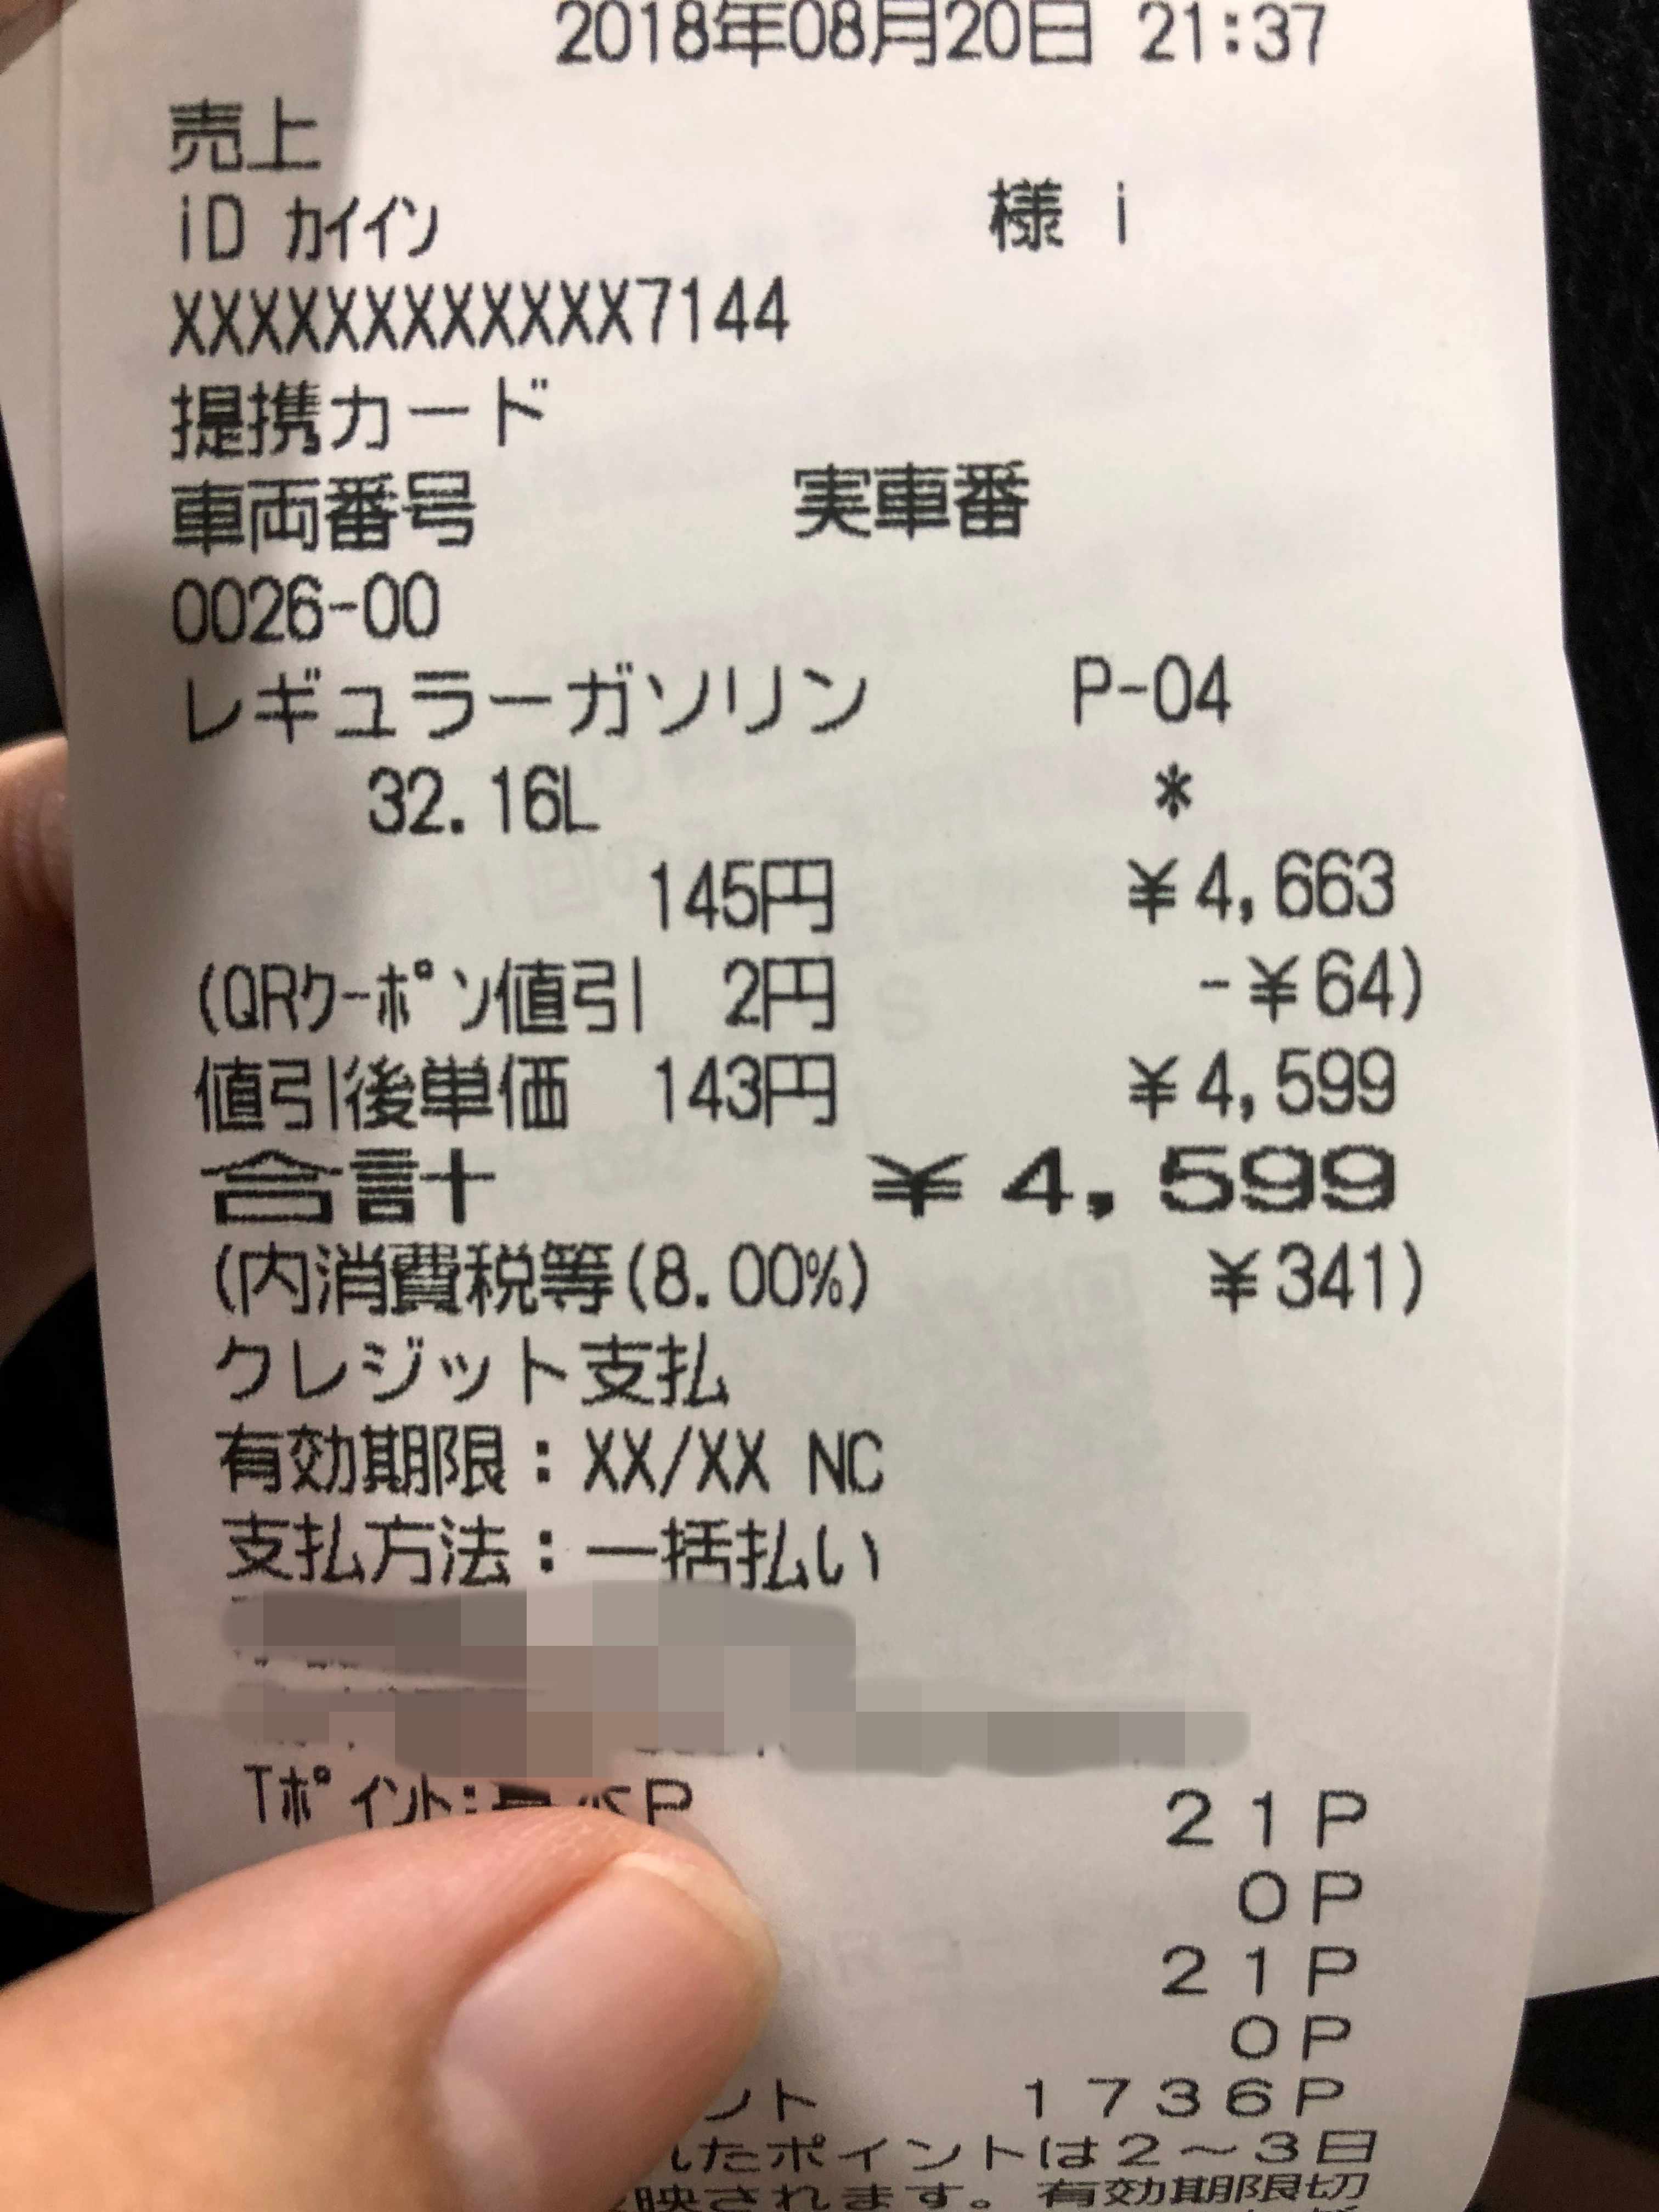 2018年08月20日 21:37
売上
iD カイイン 様 i
XXXXXXXXXXXX7144
提携カード
車両番号 実車番
0026-00
レギュラーガソリン P-04
32.16L *
145円 ¥4,663
(QRクーポン値引 2円 -¥64)
値引後単価 143円 ¥4,599
合計 ¥4,599
(内消費税等(8.00%) ¥341)
クレジット支払
有効期限:XX/XX NC
支払方法:一括払い
Tポイント: P 21P
0P
21P
0P
ント 1736P
れたポイントは2~3日
映されます。有効期限切